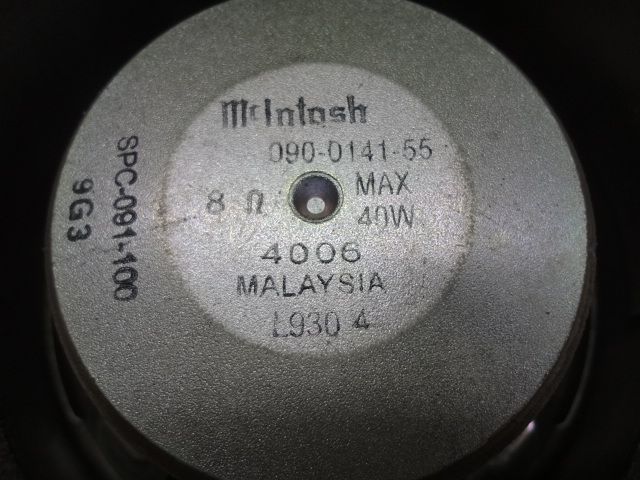 McIntosh
090-0141-55
8 Ω MAX
40W
4006
MALAYSIA
L930 4
SPC-091-100
9G3